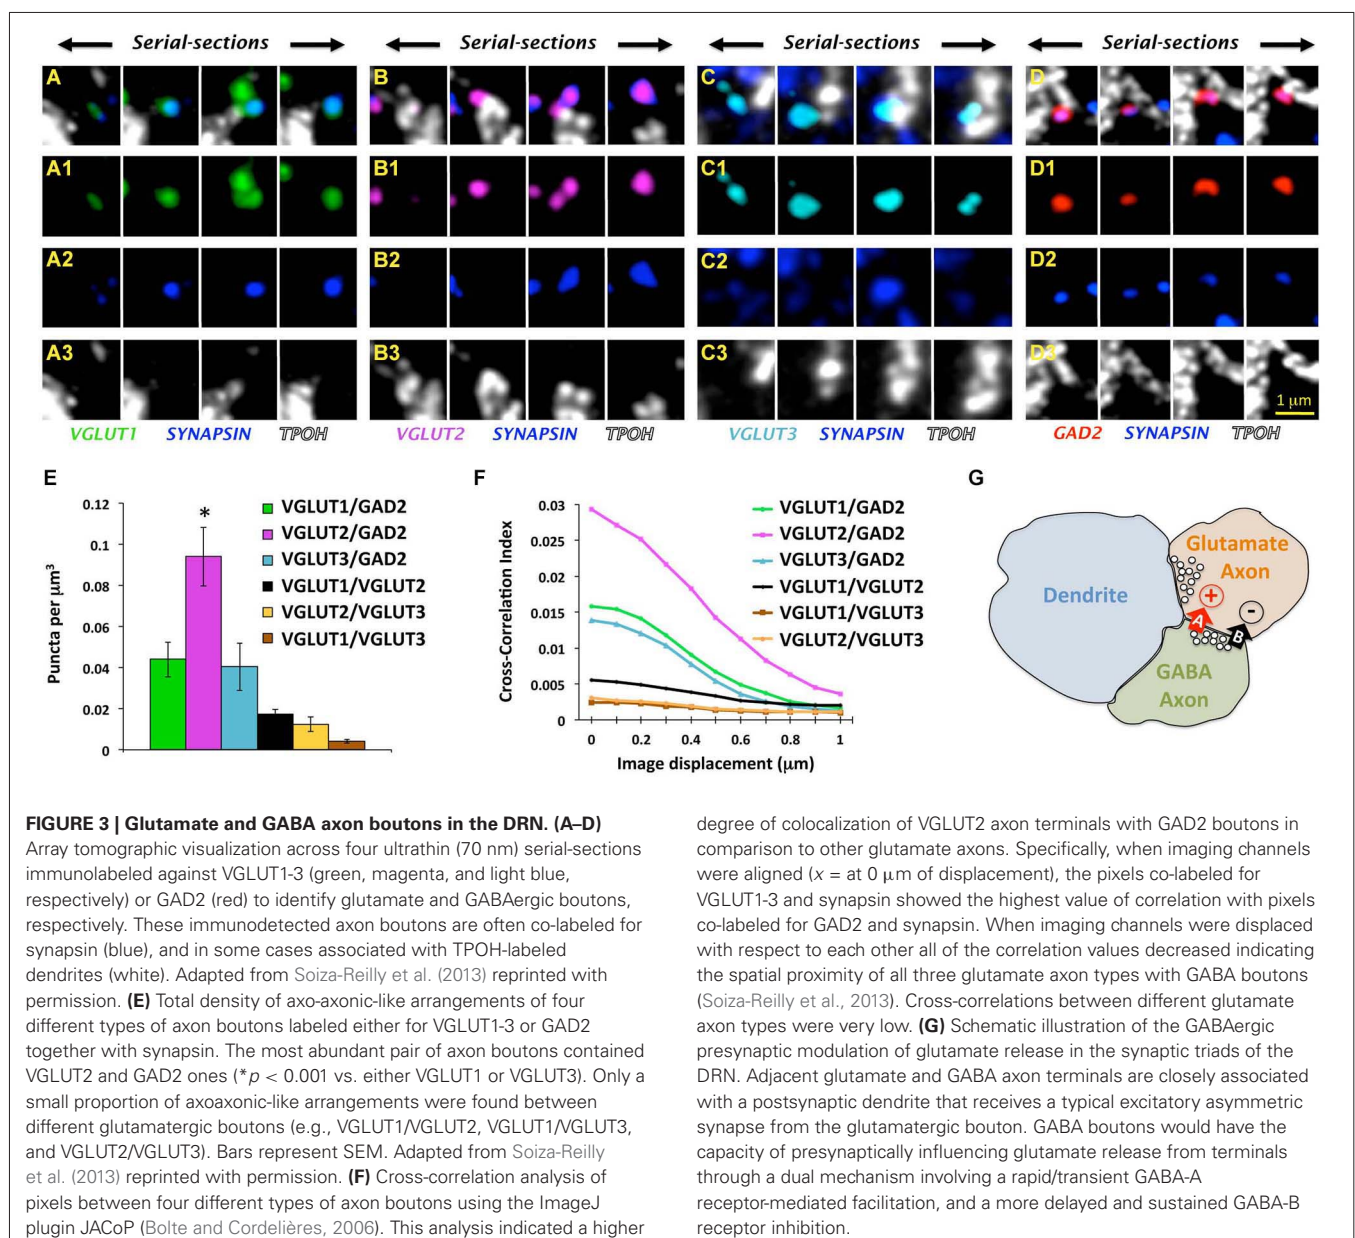 Serial-sections Serial-sections Serial-sections Serial-sections
A B C D
A1 B1 C1 D1
A2 B2 C2 D2
A3 B3 C3 D3
1 μm
VGLUT1 SYNAPSIN TPOH VGLUT2 SYNAPSIN TPOH VGLUT3 SYNAPSIN TPOH GAD2 SYNAPSIN TPOH
E
Puncta per μm³
0.12
0.1
0.08
0.06
0.04
0.02
0
*
VGLUT1/GAD2
VGLUT2/GAD2
VGLUT3/GAD2
VGLUT1/VGLUT2
VGLUT2/VGLUT3
VGLUT1/VGLUT3
F
Cross-Correlation Index
0.03
0.025
0.02
0.015
0.01
0.005
0
0 0.2 0.4 0.6 0.8 1
Image displacement (μm)
VGLUT1/GAD2
VGLUT2/GAD2
VGLUT3/GAD2
VGLUT1/VGLUT2
VGLUT1/VGLUT3
VGLUT2/VGLUT3
G
Dendrite
Glutamate
Axon
+
-
A
B
GABA
Axon
FIGURE 3 | Glutamate and GABA axon boutons in the DRN. (A–D)
Array tomographic visualization across four ultrathin (70 nm) serial-sections
immunolabeled against VGLUT1-3 (green, magenta, and light blue,
respectively) or GAD2 (red) to identify glutamate and GABAergic boutons,
respectively. These immunodetected axon boutons are often co-labeled for
synapsin (blue), and in some cases associated with TPOH-labeled
dendrites (white). Adapted from Soiza-Reilly et al. (2013) reprinted with
permission. (E) Total density of axo-axonic-like arrangements of four
different types of axon boutons labeled either for VGLUT1-3 or GAD2
together with synapsin. The most abundant pair of axon boutons contained
VGLUT2 and GAD2 ones (*p < 0.001 vs. either VGLUT1 or VGLUT3). Only a
small proportion of axoaxonic-like arrangements were found between
different glutamatergic boutons (e.g., VGLUT1/VGLUT2, VGLUT1/VGLUT3,
and VGLUT2/VGLUT3). Bars represent SEM. Adapted from Soiza-Reilly
et al. (2013) reprinted with permission. (F) Cross-correlation analysis of
pixels between four different types of axon boutons using the ImageJ
plugin JACoP (Bolte and Cordelières, 2006). This analysis indicated a higher
degree of colocalization of VGLUT2 axon terminals with GAD2 boutons in
comparison to other glutamate axons. Specifically, when imaging channels
were aligned (x = at 0 μm of displacement), the pixels co-labeled for
VGLUT1-3 and synapsin showed the highest value of correlation with pixels
co-labeled for GAD2 and synapsin. When imaging channels were displaced
with respect to each other all of the correlation values decreased indicating
the spatial proximity of all three glutamate axon types with GABA boutons
(Soiza-Reilly et al., 2013). Cross-correlations between different glutamate
axon types were very low. (G) Schematic illustration of the GABAergic
presynaptic modulation of glutamate release in the synaptic triads of the
DRN. Adjacent glutamate and GABA axon terminals are closely associated
with a postsynaptic dendrite that receives a typical excitatory asymmetric
synapse from the glutamatergic bouton. GABA boutons would have the
capacity of presynaptically influencing glutamate release from terminals
through a dual mechanism involving a rapid/transient GABA-A
receptor-mediated facilitation, and a more delayed and sustained GABA-B
receptor inhibition.